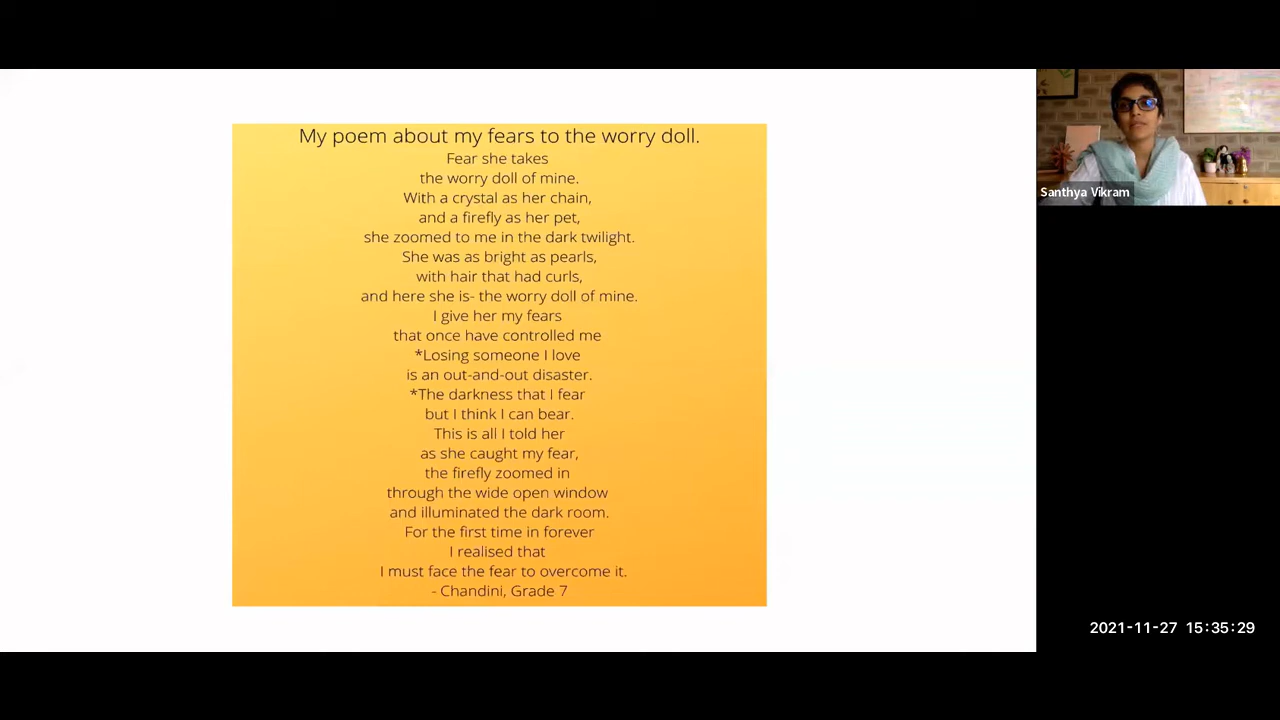 My poem about my fears to the worry doll.
Fear she takes
the worry doll of mine.
With a crystal as her chain,
and a firefly as her pet,
she zoomed to me in the dark twilight.
She was as bright as pearls,
with hair that had curls,
and here she is- the worry doll of mine.
I give her my fears
that once have controlled me
*Losing someone I love
is an out-and-out disaster.
*The darkness that I fear
but I think I can bear.
This is all I told her
as she caught my fear,
the firefly zoomed in
through the wide open window
and illuminated the dark room.
For the first time in forever
I realised that
I must face the fear to overcome it.
- Chandini, Grade 7
Santhya Vikram
2021-11-27 15:35:29